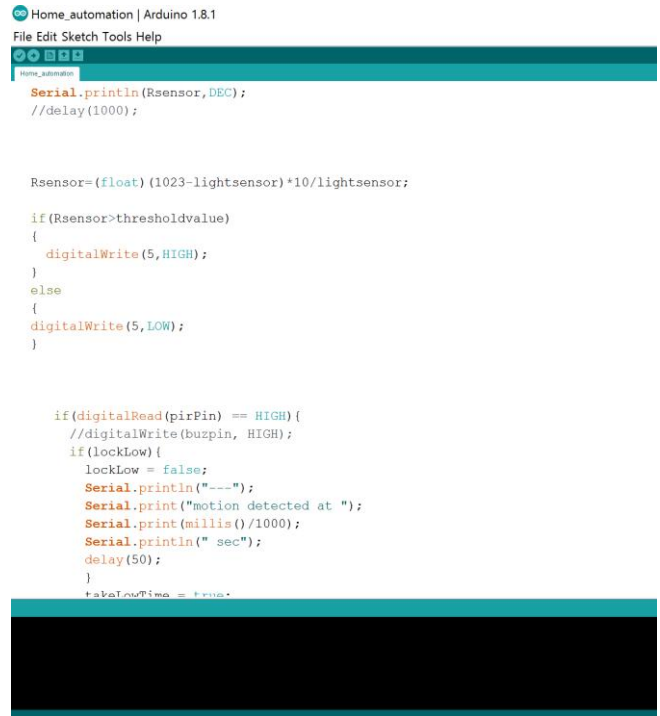 Home_automation | Arduino 1.8.1
File Edit Sketch Tools Help
Home_automation
Serial.println(Rsensor,DEC);
//delay(1000);
Rsensor=(float)(1023-lightsensor)*10/lightsensor;
if(Rsensor>thresholdvalue)
{
digitalWrite(5,HIGH);
}
else
{
digitalWrite(5,LOW);
}
if(digitalRead(pirPin) == HIGH){
//digitalWrite(buzpin, HIGH);
if(lockLow){
lockLow = false;
Serial.println("---");
Serial.print("motion detected at ");
Serial.print(millis()/1000);
Serial.println(" sec");
delay(50);
}
takeLowTime = true;